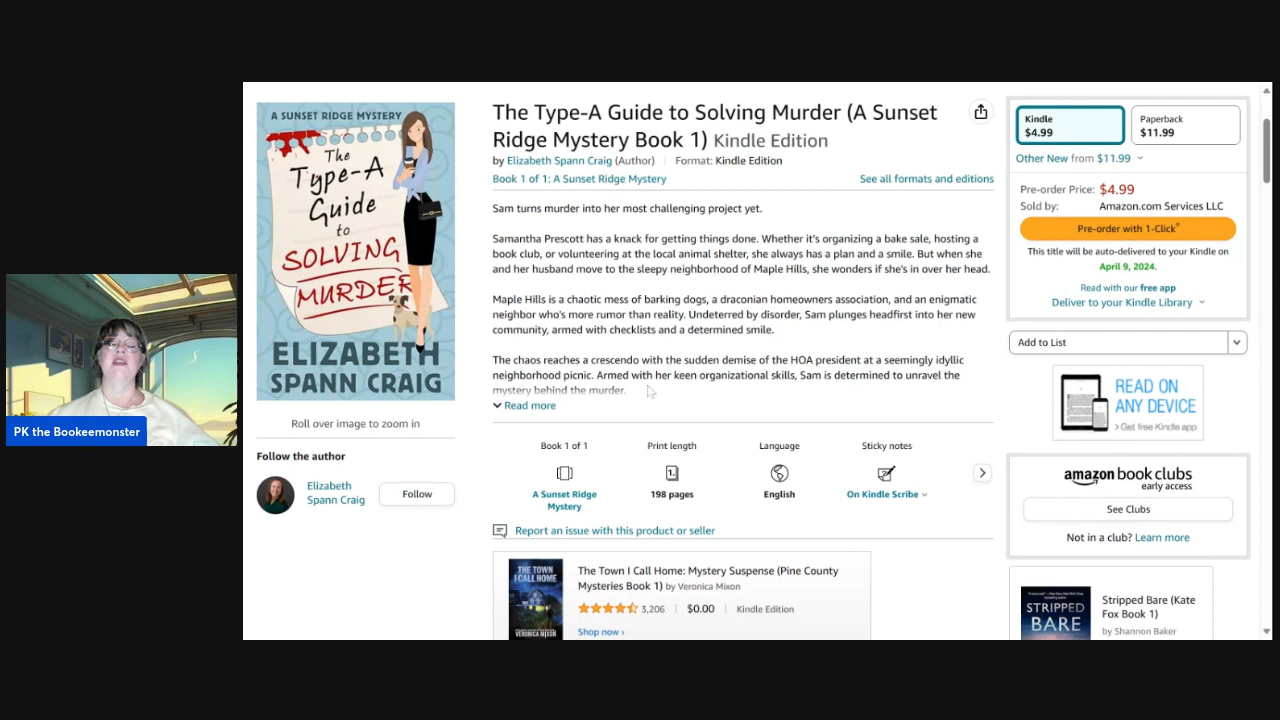 PK the Bookeemonster
A SUNSET RIDGE MYSTERY
The
Type-A
Guide
to
SOLVING
MURDER
ELIZABETH
SPANN CRAIG
Roll over image to zoom in
Follow the author
Elizabeth
Spann Craig
Follow
The Type-A Guide to Solving Murder (A Sunset
Ridge Mystery Book 1) Kindle Edition
by Elizabeth Spann Craig (Author) Format: Kindle Edition
Book 1 of 1: A Sunset Ridge Mystery
See all formats and editions
Sam turns murder into her most challenging project yet.
Samantha Prescott has a knack for getting things done. Whether it's organizing a bake sale, hosting a
book club, or volunteering at the local animal shelter, she always has a plan and a smile. But when she
and her husband move to the sleepy neighborhood of Maple Hills, she wonders if she's in over her head.
Maple Hills is a chaotic mess of barking dogs, a draconian homeowners association, and an enigmatic
neighbor who's more rumor than reality. Undeterred by disorder, Sam plunges headfirst into her new
community, armed with checklists and a determined smile.
The chaos reaches a crescendo with the sudden demise of the HOA president at a seemingly idyllic
neighborhood picnic. Armed with her keen organizational skills, Sam is determined to unravel the
mystery behind the murder.
Read more
Book 1 of 1
A Sunset Ridge
Mystery
Print length
198 pages
Language
English
Sticky notes
On Kindle Scribe
Report an issue with this product or seller
THE TOWN
I CALL HOME
VERONICA MIXON
The Town I Call Home: Mystery Suspense (Pine County
Mysteries Book 1) by Veronica Mixon
3,206 | $0.00 | Kindle Edition
Shop now ›
Kindle
$4.99
Paperback
$11.99
Other New from $11.99
Pre-order Price: $4.99
Sold by: Amazon.com Services LLC
Pre-order with 1-Click®
This title will be auto-delivered to your Kindle on
April 9, 2024.
Read with our free app
Deliver to your Kindle Library
Add to List
READ ON
ANY DEVICE
› Get free Kindle app
amazon book clubs
early access
See Clubs
Not in a club? Learn more
STRIPPED
BARE
Stripped Bare (Kate
Fox Book 1)
by Shannon Baker